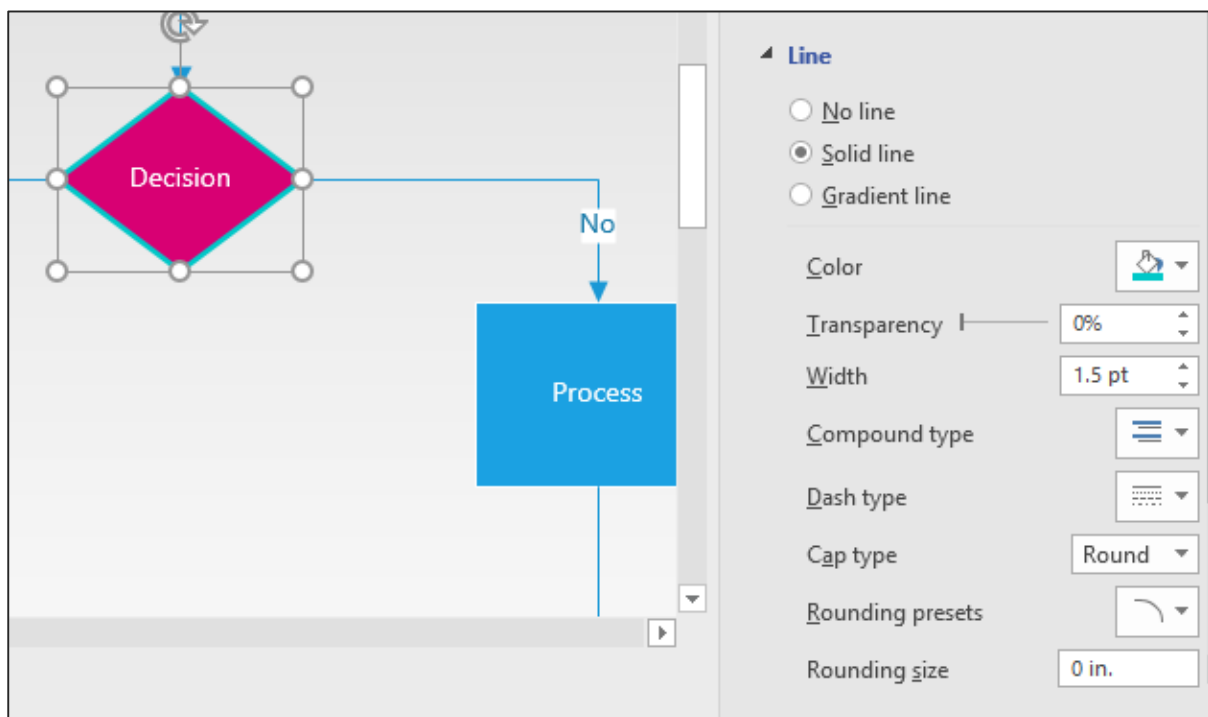 Decision
No
Process
Line
No line
Solid line
Gradient line
Color
Transparency 0%
Width 1.5 pt
Compound type
Dash type
Cap type Round
Rounding presets
Rounding size 0 in.